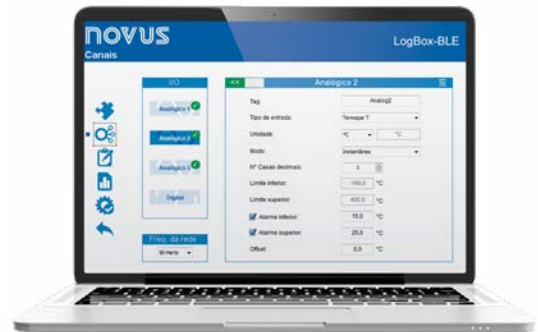 NOVUS
LogBox-BLE
Canais
I/O
Analógico 1
Analógico 2
Analógico 3
Digital
Freq. da rede
50 Hertz
<<
Analógico 2
Tag: Analog2
Tipo de entrada: Termopar T
Unidade: °C °C
Modo: Instantâneo
N° Casas decimais: 1
Limite inferior: -160,0 °C
Limite superior: 400,0 °C
Alarme inferior: 15,0 °C
Alarme superior: 25,0 °C
Offset: 0,0 °C